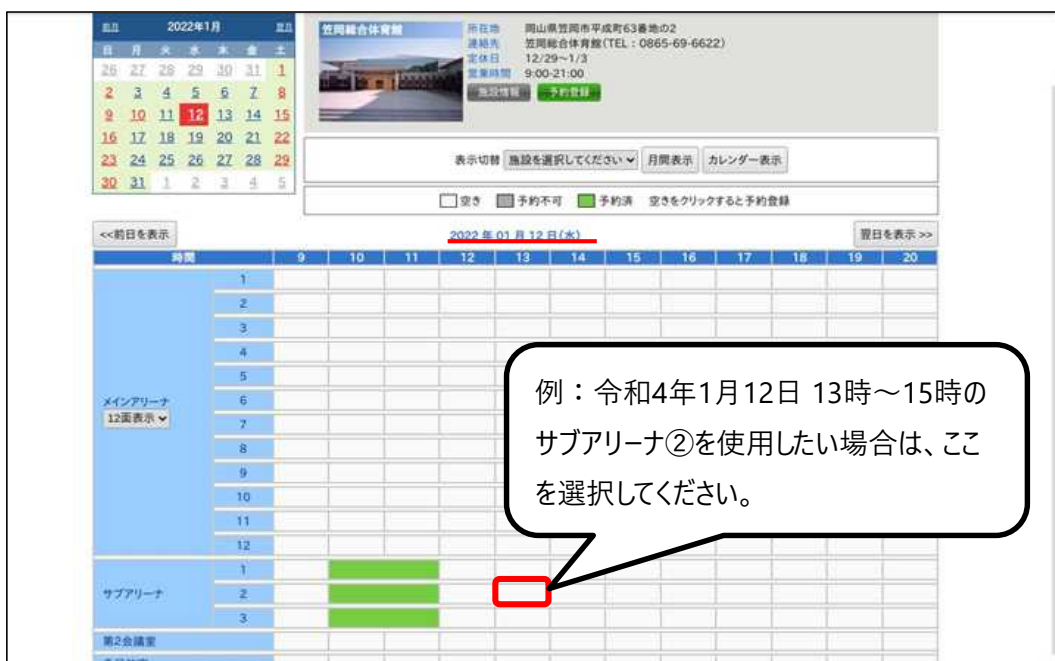 前月 2022年1月 翌月
日 月 火 水 木 金 土
26 27 28 29 30 31 1
2 3 4 5 6 7 8
9 10 11 12 13 14 15
16 17 18 19 20 21 22
23 24 25 26 27 28 29
30 31 1 2 3 4 5
笠岡総合体育館
所在地 岡山県笠岡市平成町63番地の2
連絡先 笠岡総合体育館(TEL：0865-69-6622)
定休日 12/29～1/3
営業時間 9:00-21:00
施設情報 予約登録
表示切替 施設を選択してください 月間表示 カレンダー表示
空き 予約不可 予約済 空きをクリックすると予約登録
<<前日を表示 2022 年 01 月 12 日(水) 翌日を表示 >>
時間 9 10 11 12 13 14 15 16 17 18 19 20
メインアリーナ
12面表示
1
2
3
4
5
6
7
8
9
10
11
12
サブアリーナ
1
2
3
第2会議室
例：令和4年1月12日 13時～15時の
サブアリーナ②を使用したい場合は、ここ
を選択してください。